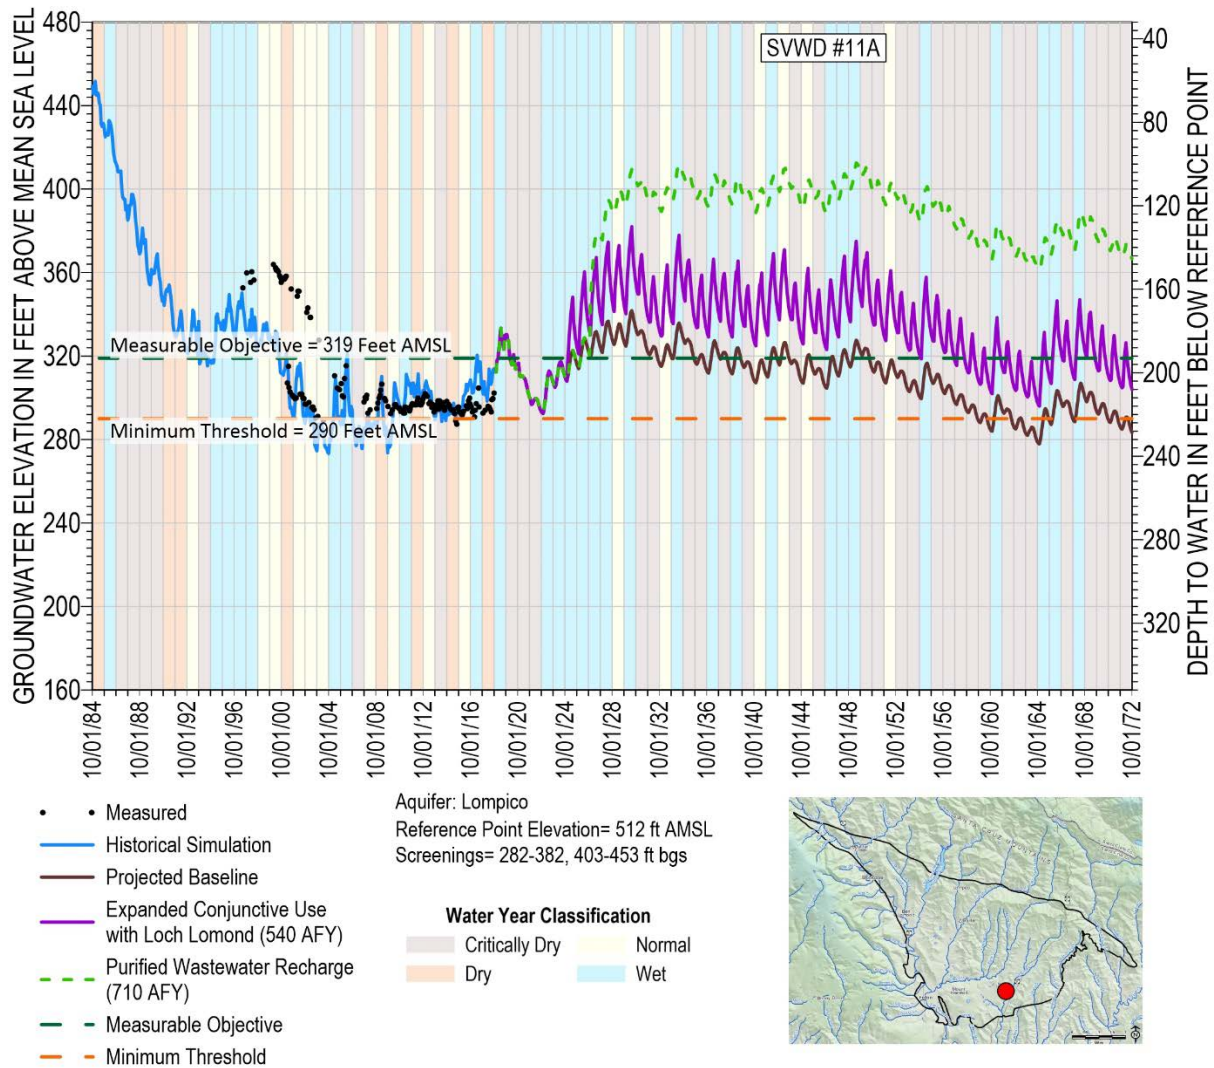 GROUNDWATER ELEVATION IN FEET ABOVE MEAN SEA LEVEL
480
440
400
360
320
280
240
200
160
SVWD #11A
Measurable Objective = 319 Feet AMSL
Minimum Threshold = 290 Feet AMSL
40
80
120
160
200
240
280
320
DEPTH TO WATER IN FEET BELOW REFERENCE POINT
10/01/84
10/01/88
10/01/92
10/01/96
10/01/00
10/01/04
10/01/08
10/01/12
10/01/16
10/01/20
10/01/24
10/01/28
10/01/32
10/01/36
10/01/40
10/01/44
10/01/48
10/01/52
10/01/56
10/01/60
10/01/64
10/01/68
10/01/72
Measured
Historical Simulation
Projected Baseline
Expanded Conjunctive Use
with Loch Lomond (540 AFY)
Purified Wastewater Recharge
(710 AFY)
Measurable Objective
Minimum Threshold
Aquifer: Lompico
Reference Point Elevation= 512 ft AMSL
Screenings= 282-382, 403-453 ft bgs
Water Year Classification
Critically Dry
Normal
Dry
Wet